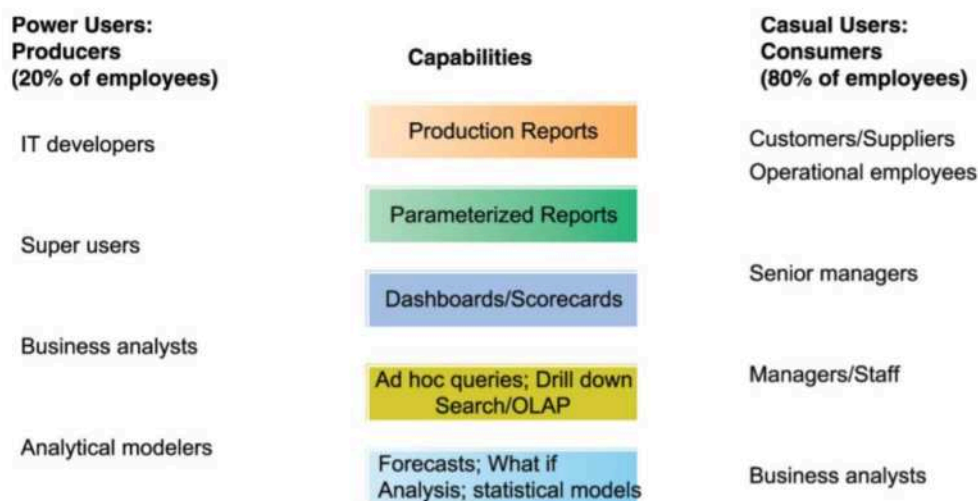 Power Users:
Producers
(20% of employees)
IT developers
Super users
Business analysts
Analytical modelers
Capabilities
Production Reports
Parameterized Reports
Dashboards/Scorecards
Ad hoc queries; Drill down
Search/OLAP
Forecasts; What if
Analysis; statistical models
Casual Users:
Consumers
(80% of employees)
Customers/Suppliers
Operational employees
Senior managers
Managers/Staff
Business analysts